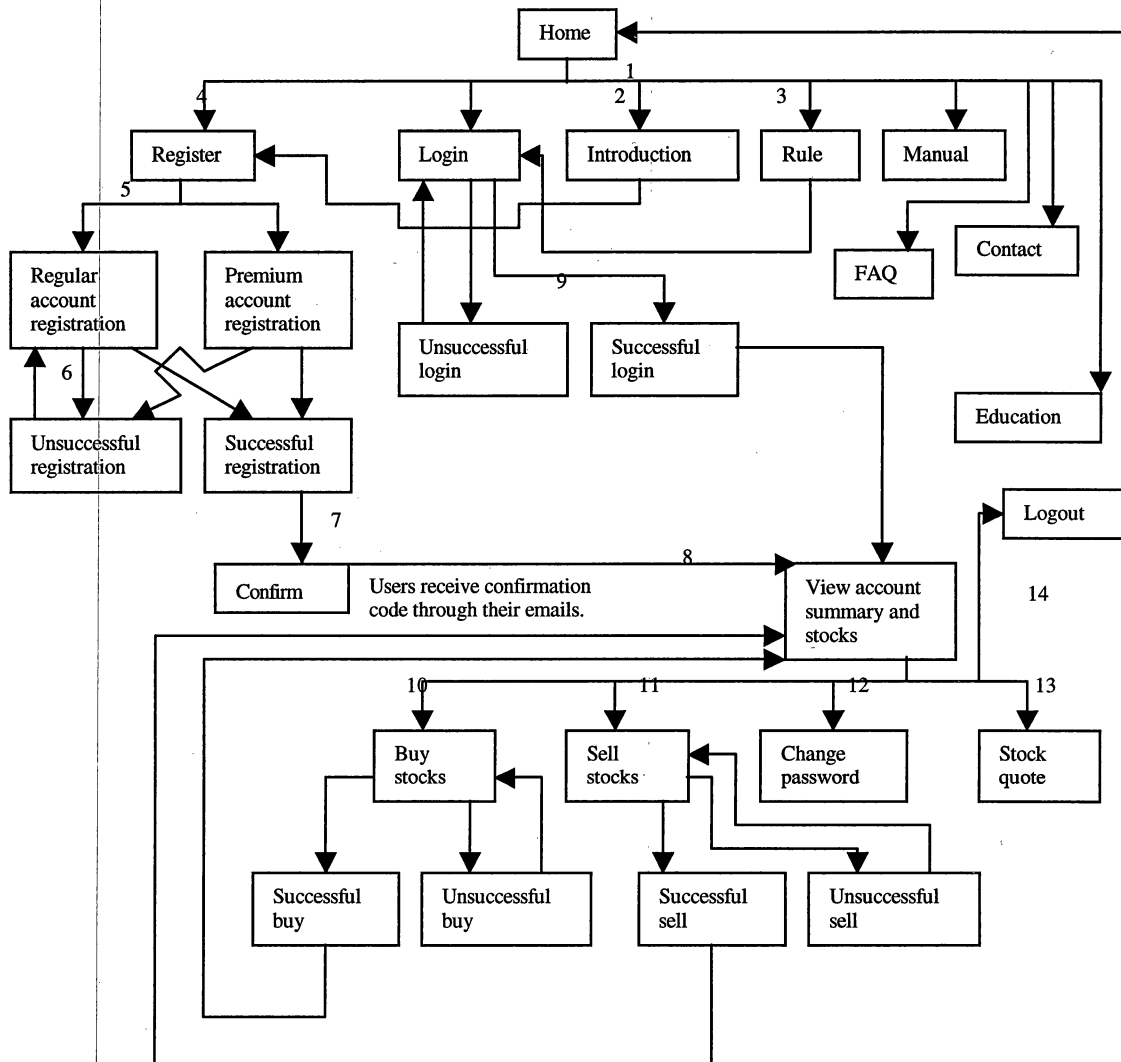 Home
1
4
2
3
Register
Login
Introduction
Rule
Manual
5
FAQ
Contact
Regular
account
registration
Premium
account
registration
9
6
Unsuccessful
login
Successful
login
Education
Unsuccessful
registration
Successful
registration
7
Logout
8
Confirm
Users receive confirmation
code through their emails.
View account
summary and
stocks
14
10
11
12
13
Buy
stocks
Sell
stocks
Change
password
Stock
quote
Successful
buy
Unsuccessful
buy
Successful
sell
Unsuccessful
sell